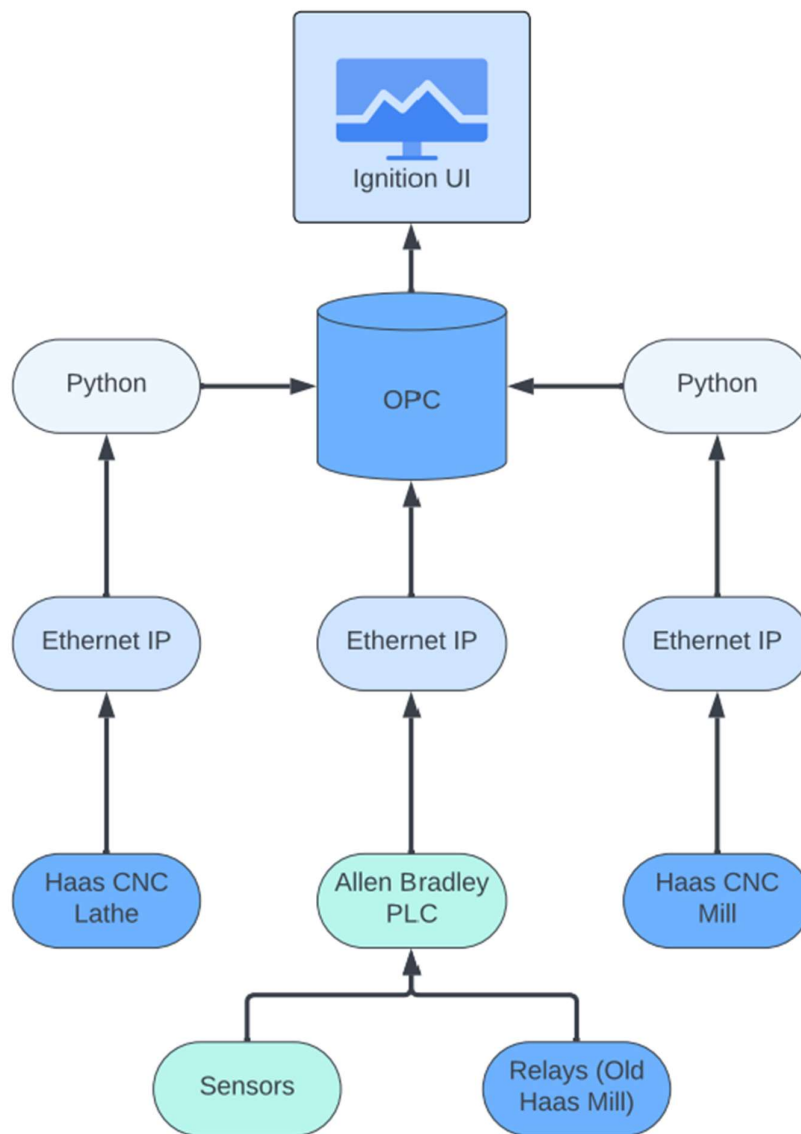 Ignition UI
Python
OPC
Python
Ethernet IP
Ethernet IP
Ethernet IP
Haas CNC
Lathe
Allen Bradley
PLC
Haas CNC
Mill
Sensors
Relays (Old
Haas Mill)